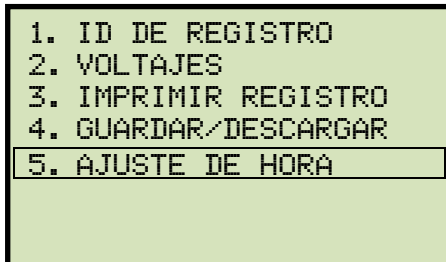 1. ID DE REGISTRO
2. VOLTAJES
3. IMPRIMIR REGISTRO
4. GUARDAR/DESCARGAR
5. AJUSTE DE HORA